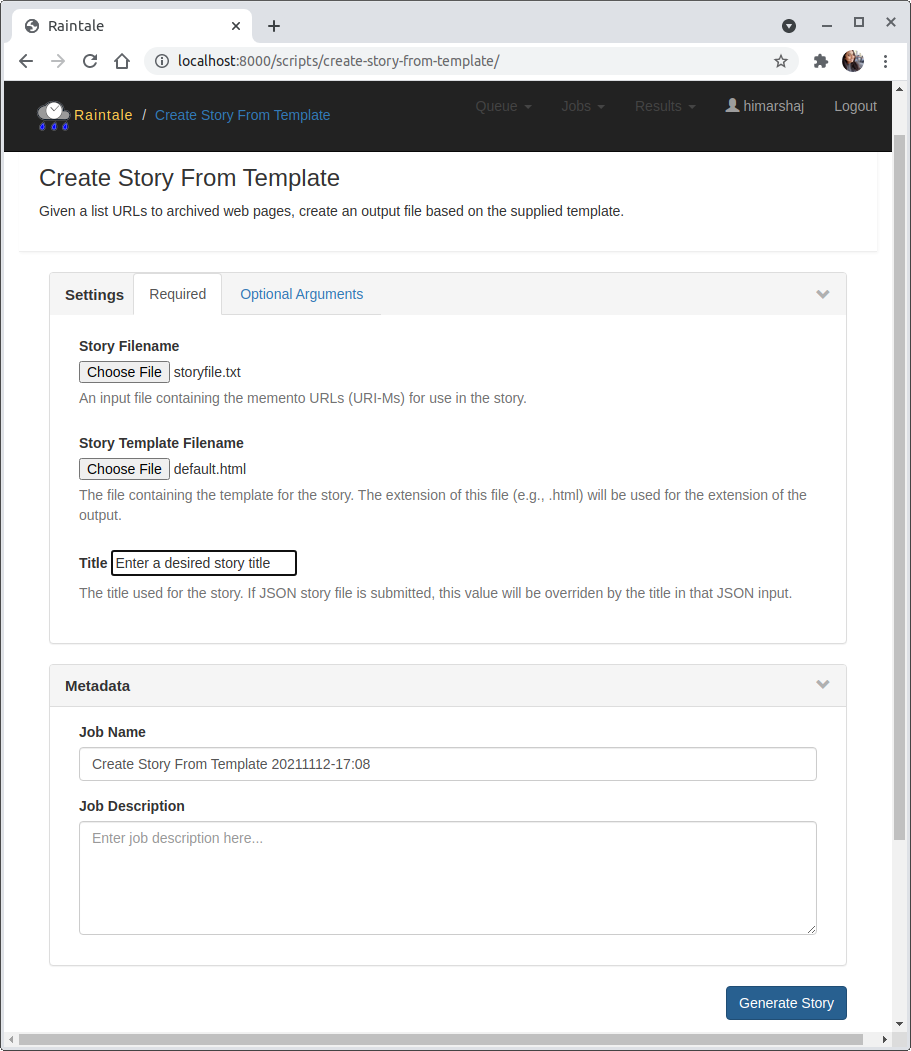 Raintale
localhost:8000/scripts/create-story-from-template/
Raintale / Create Story From Template
Queue Jobs Results himarshaj Logout
Create Story From Template
Given a list URLs to archived web pages, create an output file based on the supplied template.
Settings Required Optional Arguments
Story Filename
Choose File storyfile.txt
An input file containing the memento URLs (URI-Ms) for use in the story.
Story Template Filename
Choose File default.html
The file containing the template for the story. The extension of this file (e.g., .html) will be used for the extension of the
output.
Title Enter a desired story title
The title used for the story. If JSON story file is submitted, this value will be overriden by the title in that JSON input.
Metadata
Job Name
Create Story From Template 20211112-17:08
Job Description
Enter job description here...
Generate Story